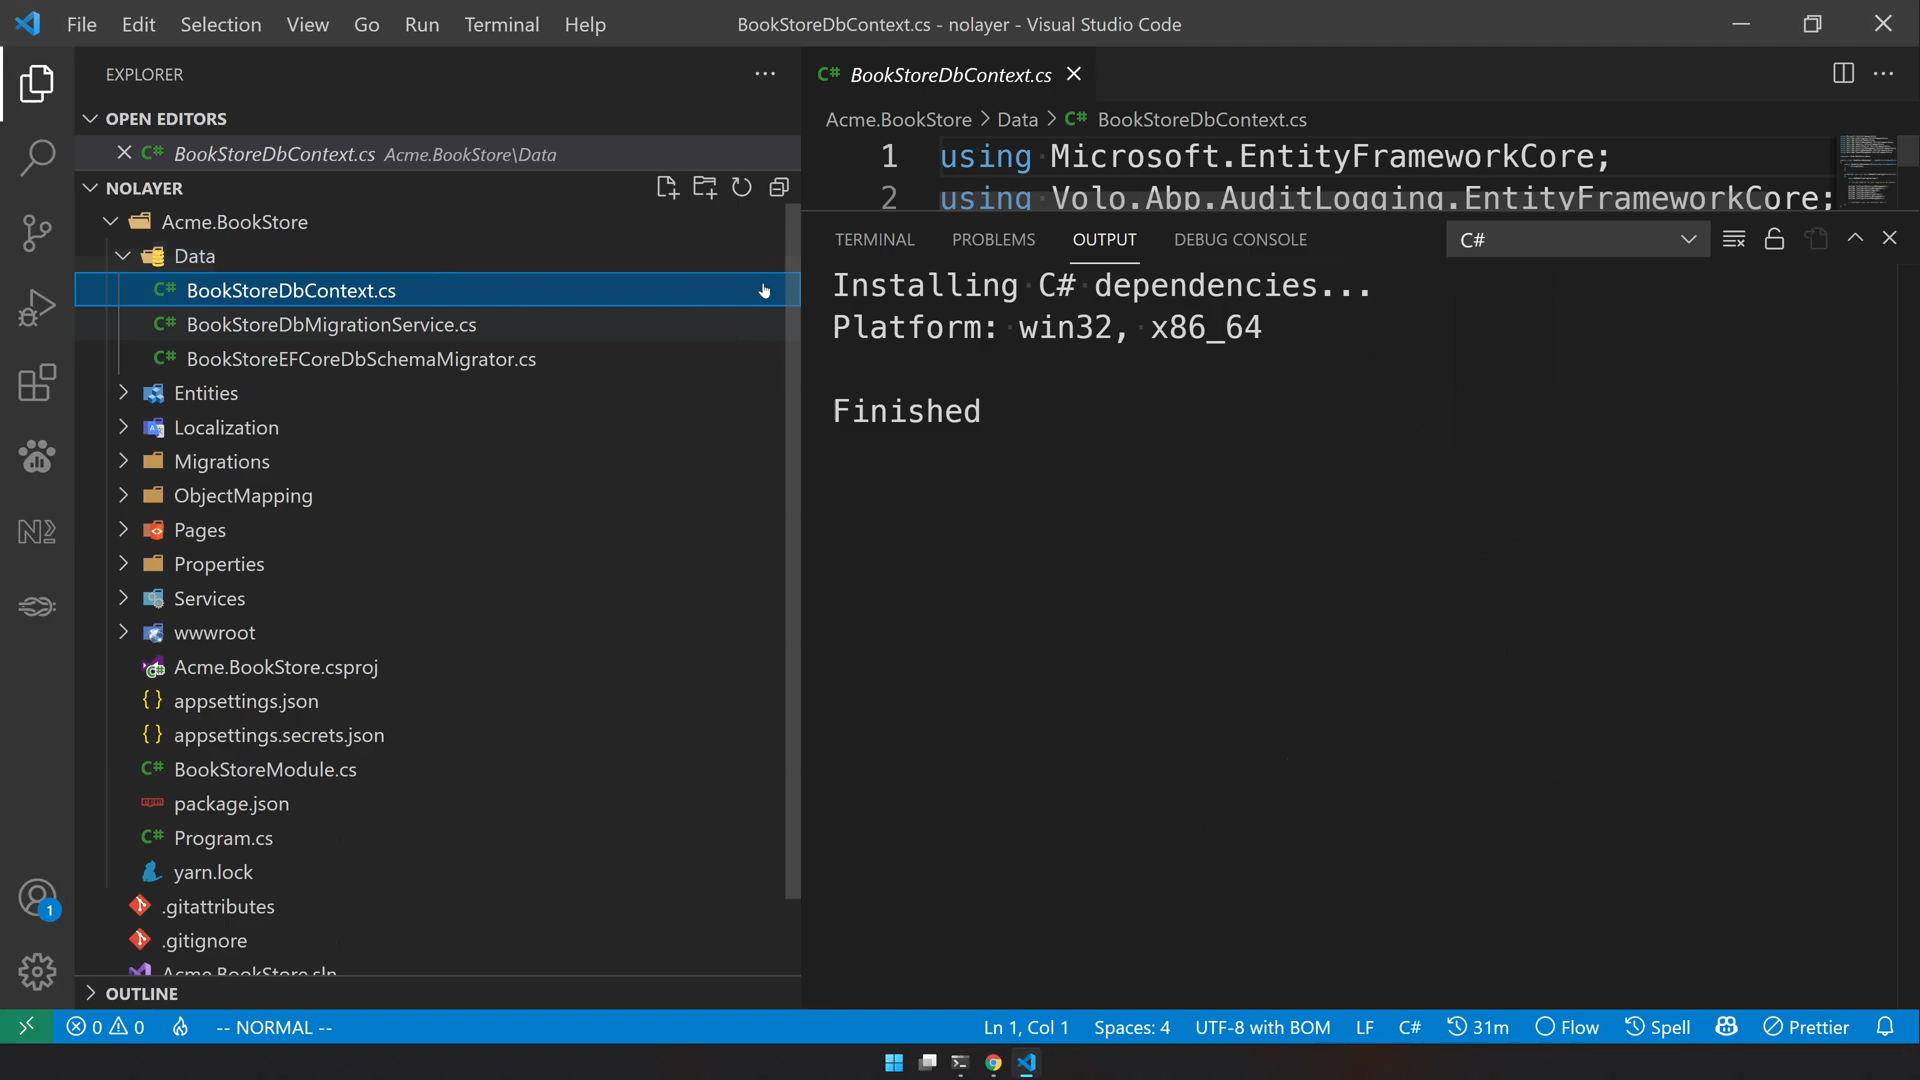 File Edit Selection View Go Run Terminal Help
BookStoreDbContext.cs - nolayer - Visual Studio Code
EXPLORER
OPEN EDITORS
C# BookStoreDbContext.cs Acme.BookStore\Data
NOLAYER
Acme.BookStore
Data
C# BookStoreDbContext.cs
C# BookStoreDbMigrationService.cs
C# BookStoreEFCoreDbSchemaMigrator.cs
Entities
Localization
Migrations
ObjectMapping
Pages
Properties
Services
wwwroot
Acme.BookStore.csproj
{ } appsettings.json
{ } appsettings.secrets.json
C# BookStoreModule.cs
package.json
C# Program.cs
yarn.lock
.gitattributes
.gitignore
Acme.BookStore.sln
OUTLINE
1
C# BookStoreDbContext.cs
Acme.BookStore > Data > C# BookStoreDbContext.cs
1 using Microsoft.EntityFrameworkCore;
2 using Volo.Abp.AuditLogging.EntityFrameworkCore;
TERMINAL PROBLEMS OUTPUT DEBUG CONSOLE C#
Installing C# dependencies...
Platform: win32, x86_64
Finished
0 0 -- NORMAL -- Ln 1, Col 1 Spaces: 4 UTF-8 with BOM LF C# 31m Flow Spell Prettier